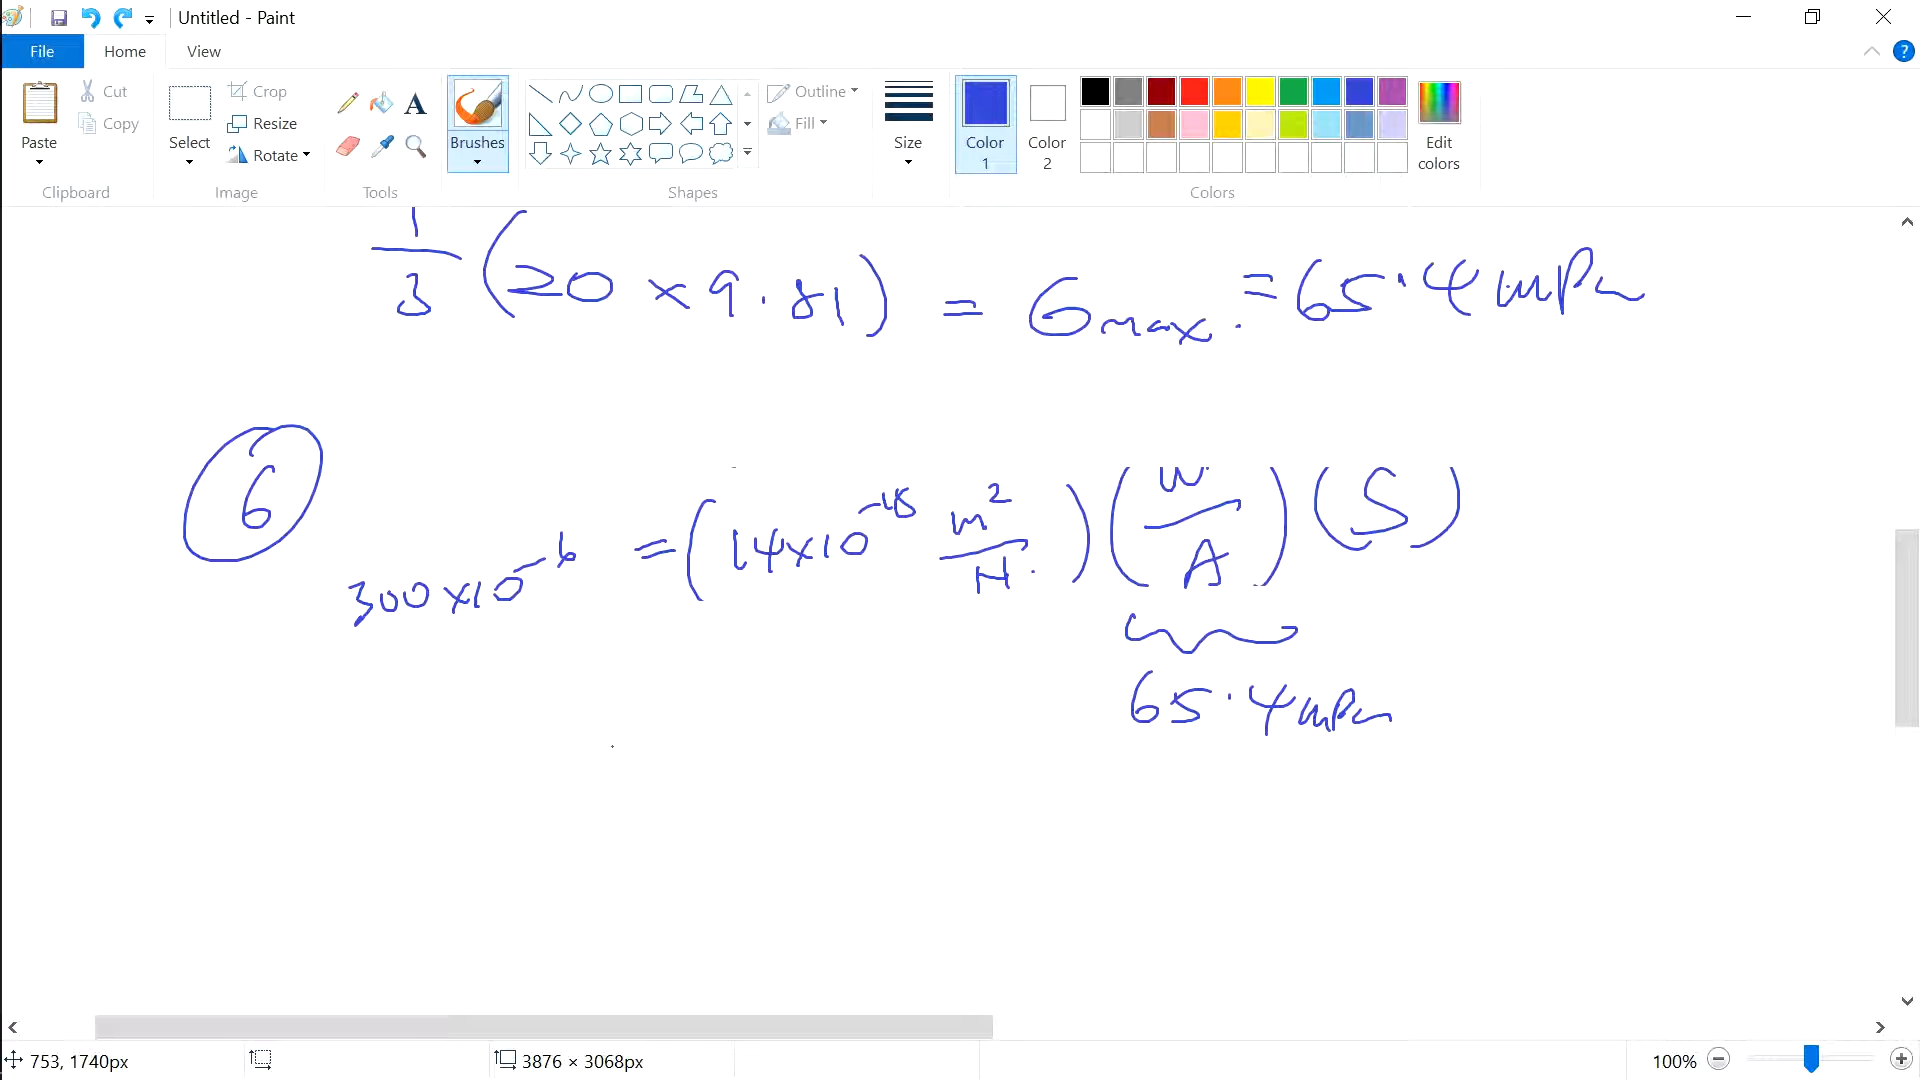 Untitled - Paint
File Home View
Paste
Cut
Copy
Clipboard
Select
Crop
Resize
Rotate
Image
Tools
Brushes
Shapes
Outline
Fill
Size
Color 1
Color 2
Edit colors
Colors
1/3 (20 × 9.81) = σmax. = 65.4 mPa
6
300×10^-6 = (14×10^-15 m²/N.) (W/A) (S)
65.4 mPa
753, 1740px
3876 × 3068px
100%